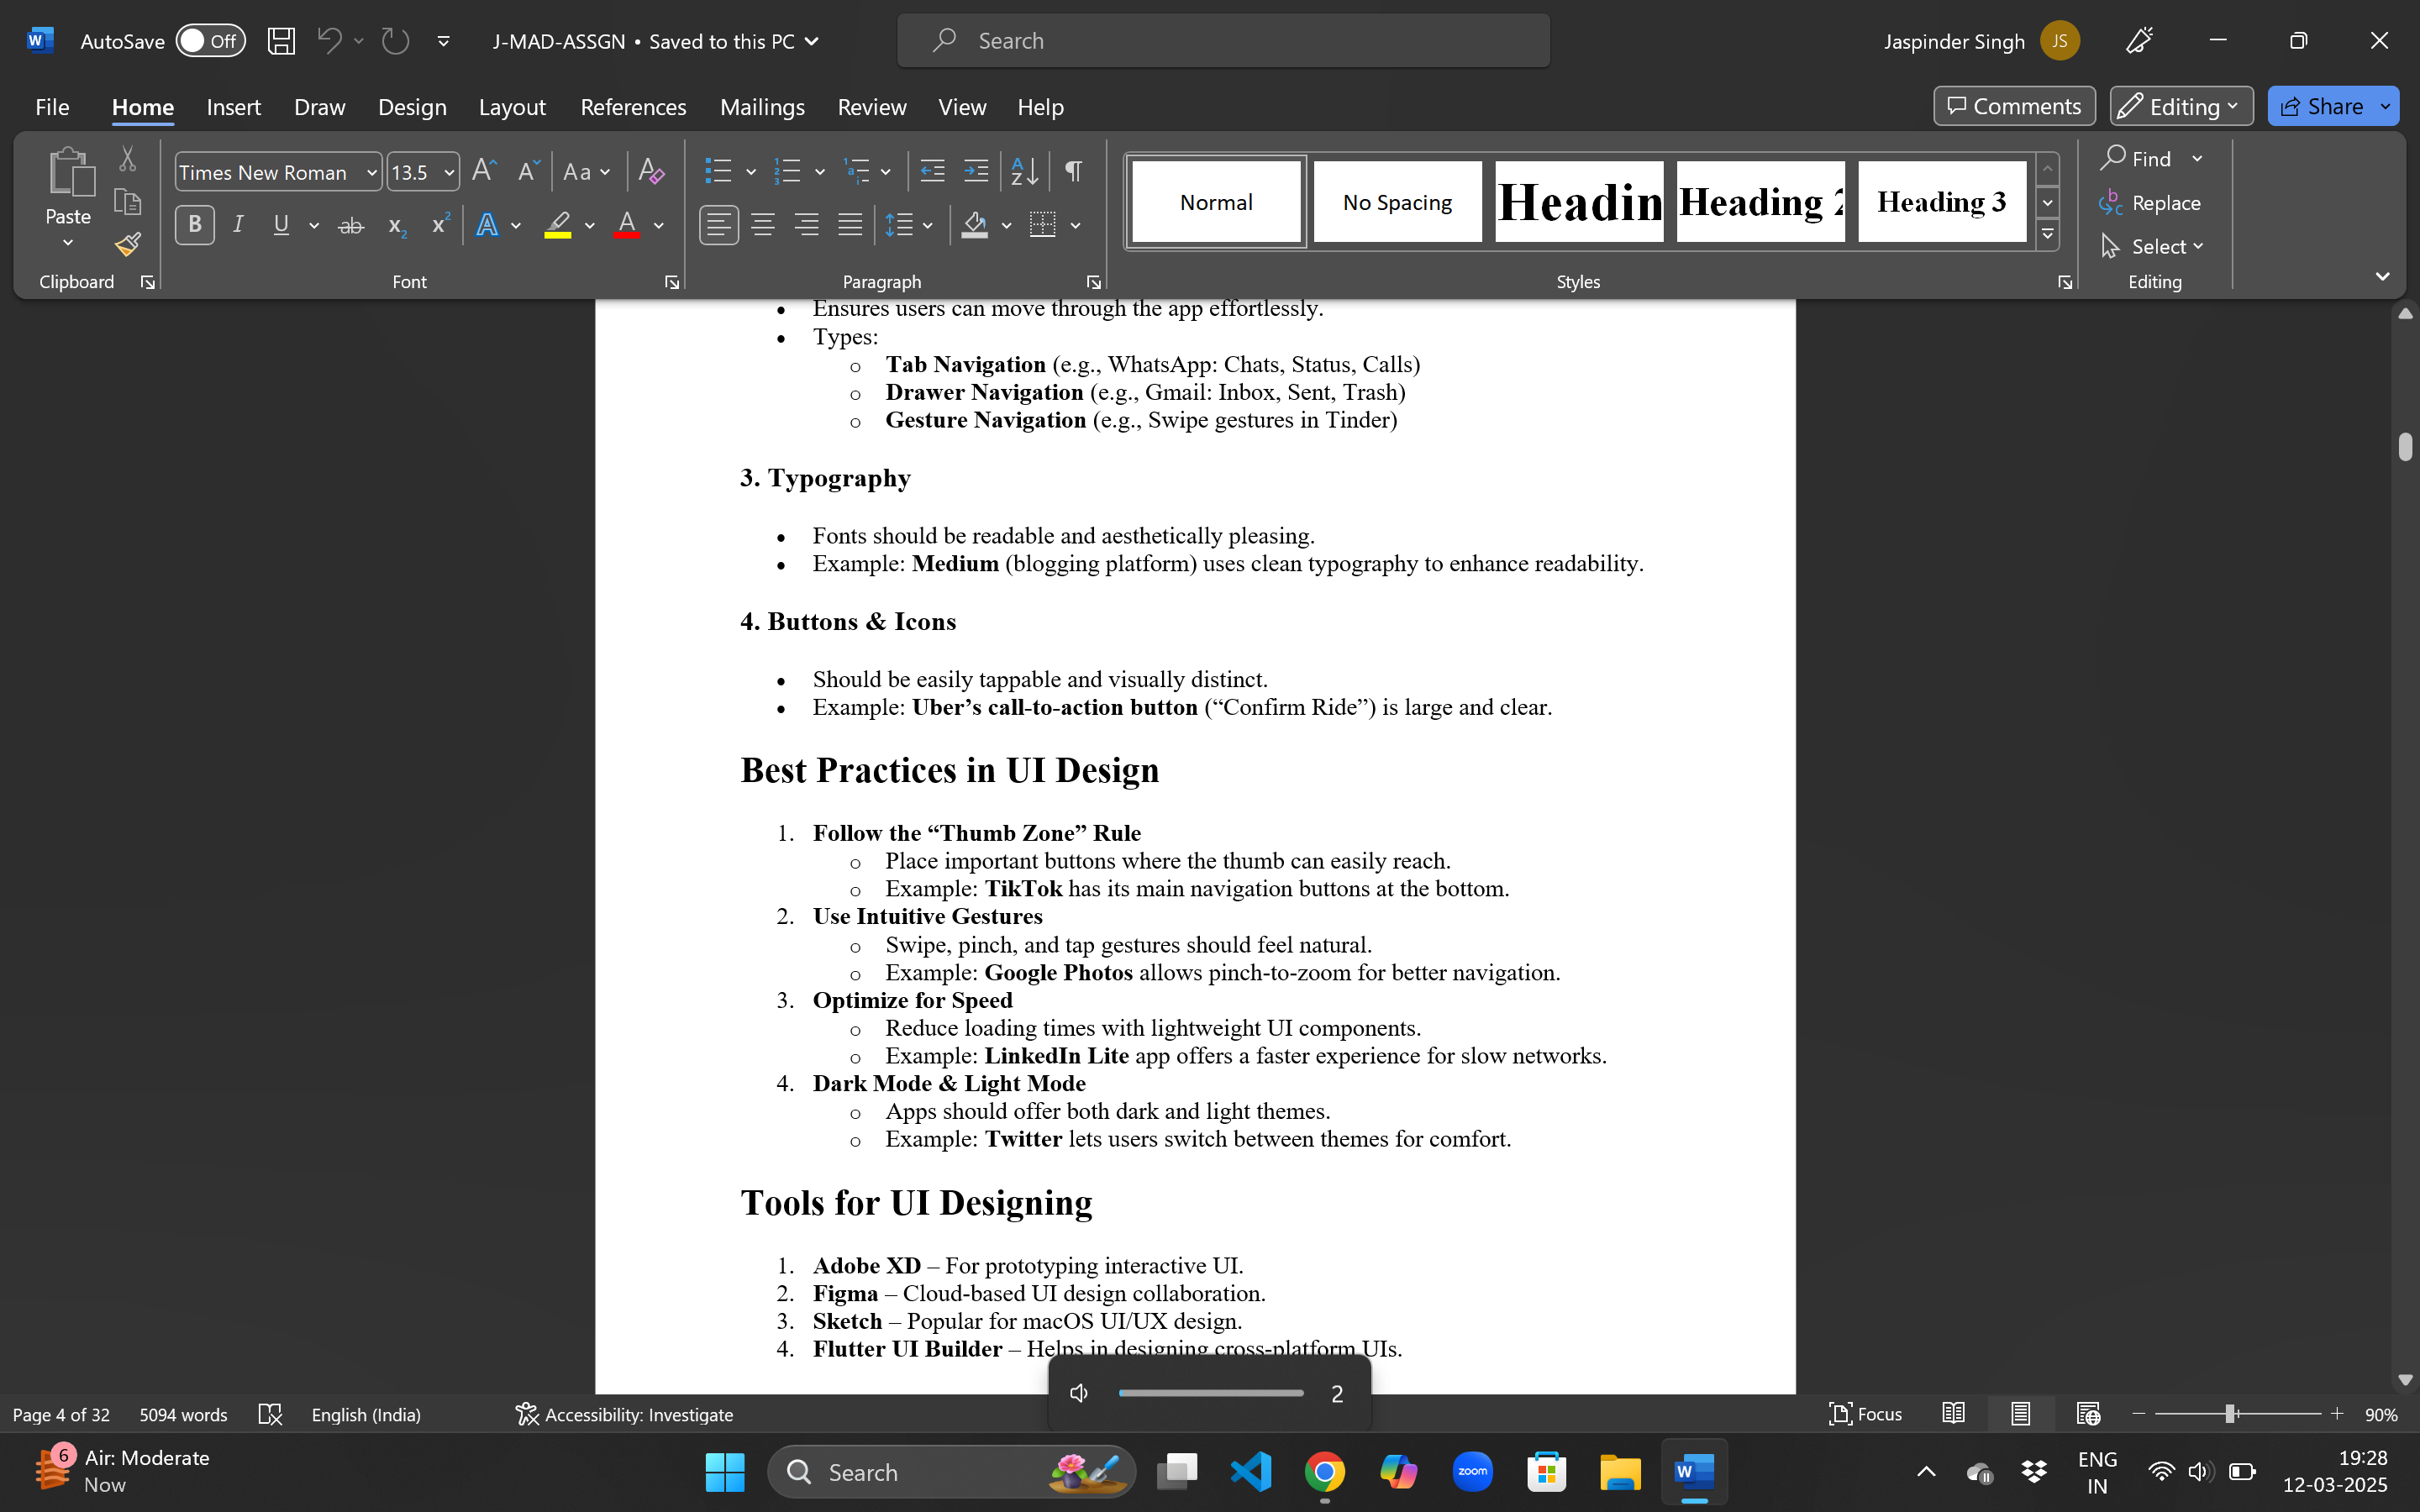 AutoSave Off J-MAD-ASSGN • Saved to this PC Search Jaspinder Singh JS
File Home Insert Draw Design Layout References Mailings Review View Help Comments Editing Share
Paste
Clipboard
Times New Roman 13.5
Font
Paragraph
Normal No Spacing Headin Heading 2 Heading 3
Styles
Find
Replace
Select
Editing
• Ensures users can move through the app effortlessly.
• Types:
o Tab Navigation (e.g., WhatsApp: Chats, Status, Calls)
o Drawer Navigation (e.g., Gmail: Inbox, Sent, Trash)
o Gesture Navigation (e.g., Swipe gestures in Tinder)
3. Typography
• Fonts should be readable and aesthetically pleasing.
• Example: Medium (blogging platform) uses clean typography to enhance readability.
4. Buttons & Icons
• Should be easily tappable and visually distinct.
• Example: Uber’s call-to-action button (“Confirm Ride”) is large and clear.
Best Practices in UI Design
1. Follow the “Thumb Zone” Rule
o Place important buttons where the thumb can easily reach.
o Example: TikTok has its main navigation buttons at the bottom.
2. Use Intuitive Gestures
o Swipe, pinch, and tap gestures should feel natural.
o Example: Google Photos allows pinch-to-zoom for better navigation.
3. Optimize for Speed
o Reduce loading times with lightweight UI components.
o Example: LinkedIn Lite app offers a faster experience for slow networks.
4. Dark Mode & Light Mode
o Apps should offer both dark and light themes.
o Example: Twitter lets users switch between themes for comfort.
Tools for UI Designing
1. Adobe XD – For prototyping interactive UI.
2. Figma – Cloud-based UI design collaboration.
3. Sketch – Popular for macOS UI/UX design.
4. Flutter UI Builder – Helps in designing cross-platform UIs.
2
Page 4 of 32 5094 words English (India) Accessibility: Investigate Focus 90%
6 Air: Moderate
Now
Search
zoom
ENG
IN
19:28
12-03-2025